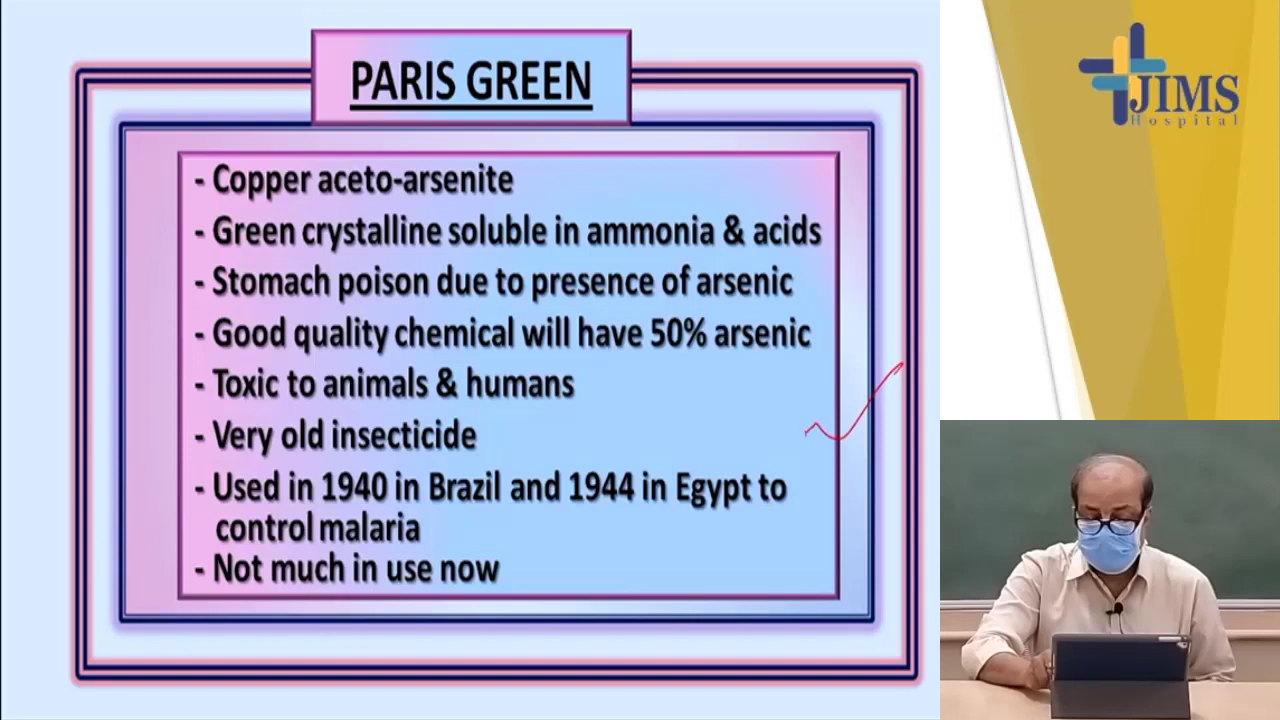 PARIS GREEN
- Copper aceto-arsenite
- Green crystalline soluble in ammonia & acids
- Stomach poison due to presence of arsenic
- Good quality chemical will have 50% arsenic
- Toxic to animals & humans
- Very old insecticide
- Used in 1940 in Brazil and 1944 in Egypt to
control malaria
- Not much in use now
JIMS
Hospital